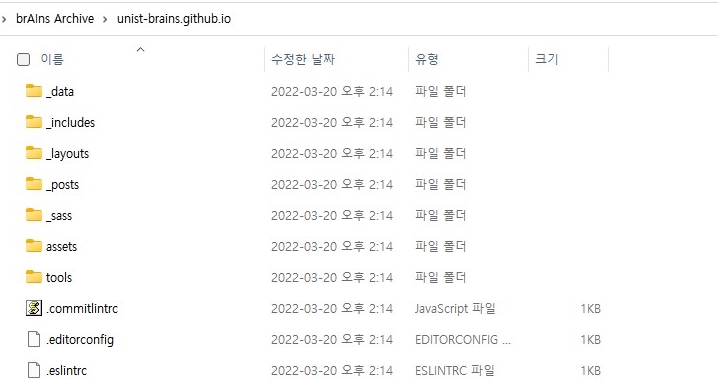 brAIns Archive > unist-brains.github.io
이름 수정한 날짜 유형 크기
_data 2022-03-20 오후 2:14 파일 폴더
_includes 2022-03-20 오후 2:14 파일 폴더
_layouts 2022-03-20 오후 2:14 파일 폴더
_posts 2022-03-20 오후 2:14 파일 폴더
_sass 2022-03-20 오후 2:14 파일 폴더
assets 2022-03-20 오후 2:14 파일 폴더
tools 2022-03-20 오후 2:14 파일 폴더
.commitlintrc 2022-03-20 오후 2:14 JavaScript 파일 1KB
.editorconfig 2022-03-20 오후 2:14 EDITORCONFIG ... 1KB
.eslintrc 2022-03-20 오후 2:14 ESLINTRC 파일 1KB